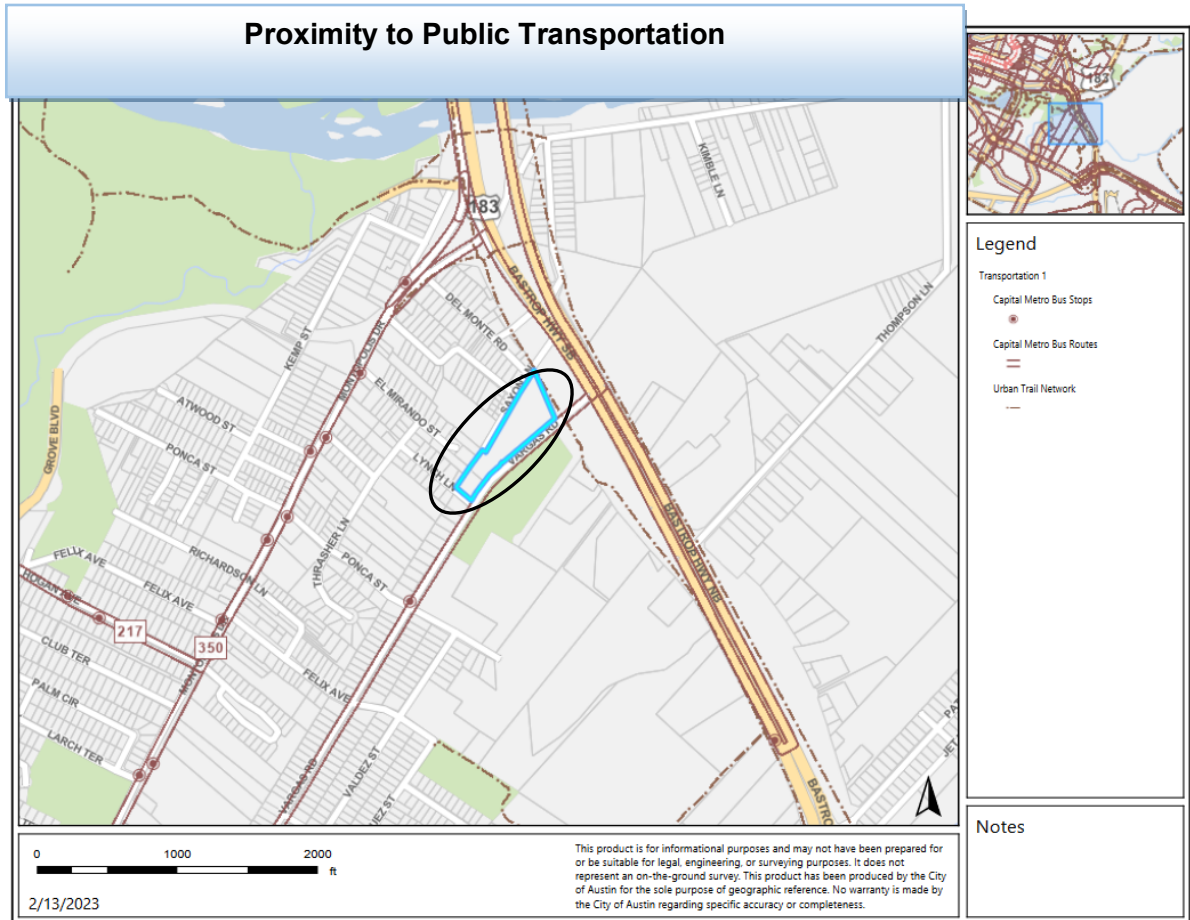 Proximity to Public Transportation
183
183
KIMBLE LN
THOMPSON LN
BASTROP HWY SB
DEL MONTE RD
KEMP ST
MONTOPOLIS DR
SAXON LN
EL MIRANDO ST
ATWOOD ST
PONCA ST
LYNCH LN
VARGAS RD
GROVE BLVD
THRASHER LN
PONCA ST
RICHARDSON LN
FELIX AVE
FELIX AVE
BASTROP HWY NB
217
350
CLUB TER
PALM CIR
FELIX AVE
LARCH TER
VARGAS RD
VALDEZ ST
Legend
Transportation 1
Capital Metro Bus Stops
Capital Metro Bus Routes
Urban Trail Network
Notes
0 1000 2000
ft
2/13/2023
This product is for informational purposes and may not have been prepared for
or be suitable for legal, engineering, or surveying purposes. It does not
represent an on-the-ground survey. This product has been produced by the City
of Austin for the sole purpose of geographic reference. No warranty is made by
the City of Austin regarding specific accuracy or completeness.